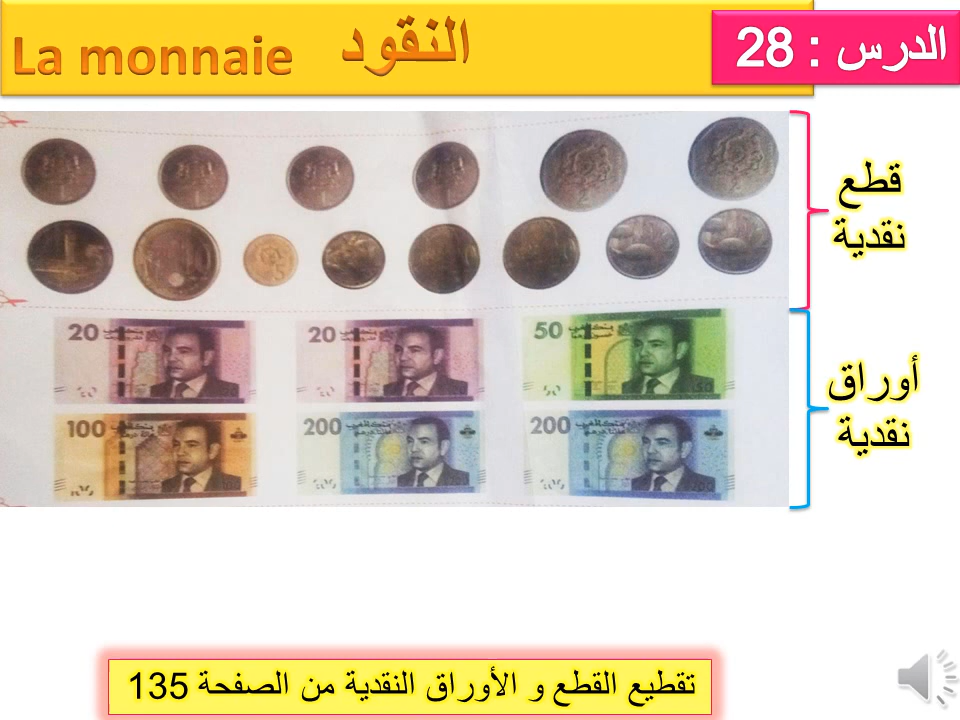 الدرس : 28
النقود La monnaie
قطع
نقدية
20
20
50
أوراق
نقدية
100
200
200
تقطيع القطع و الأوراق النقدية من الصفحة 135